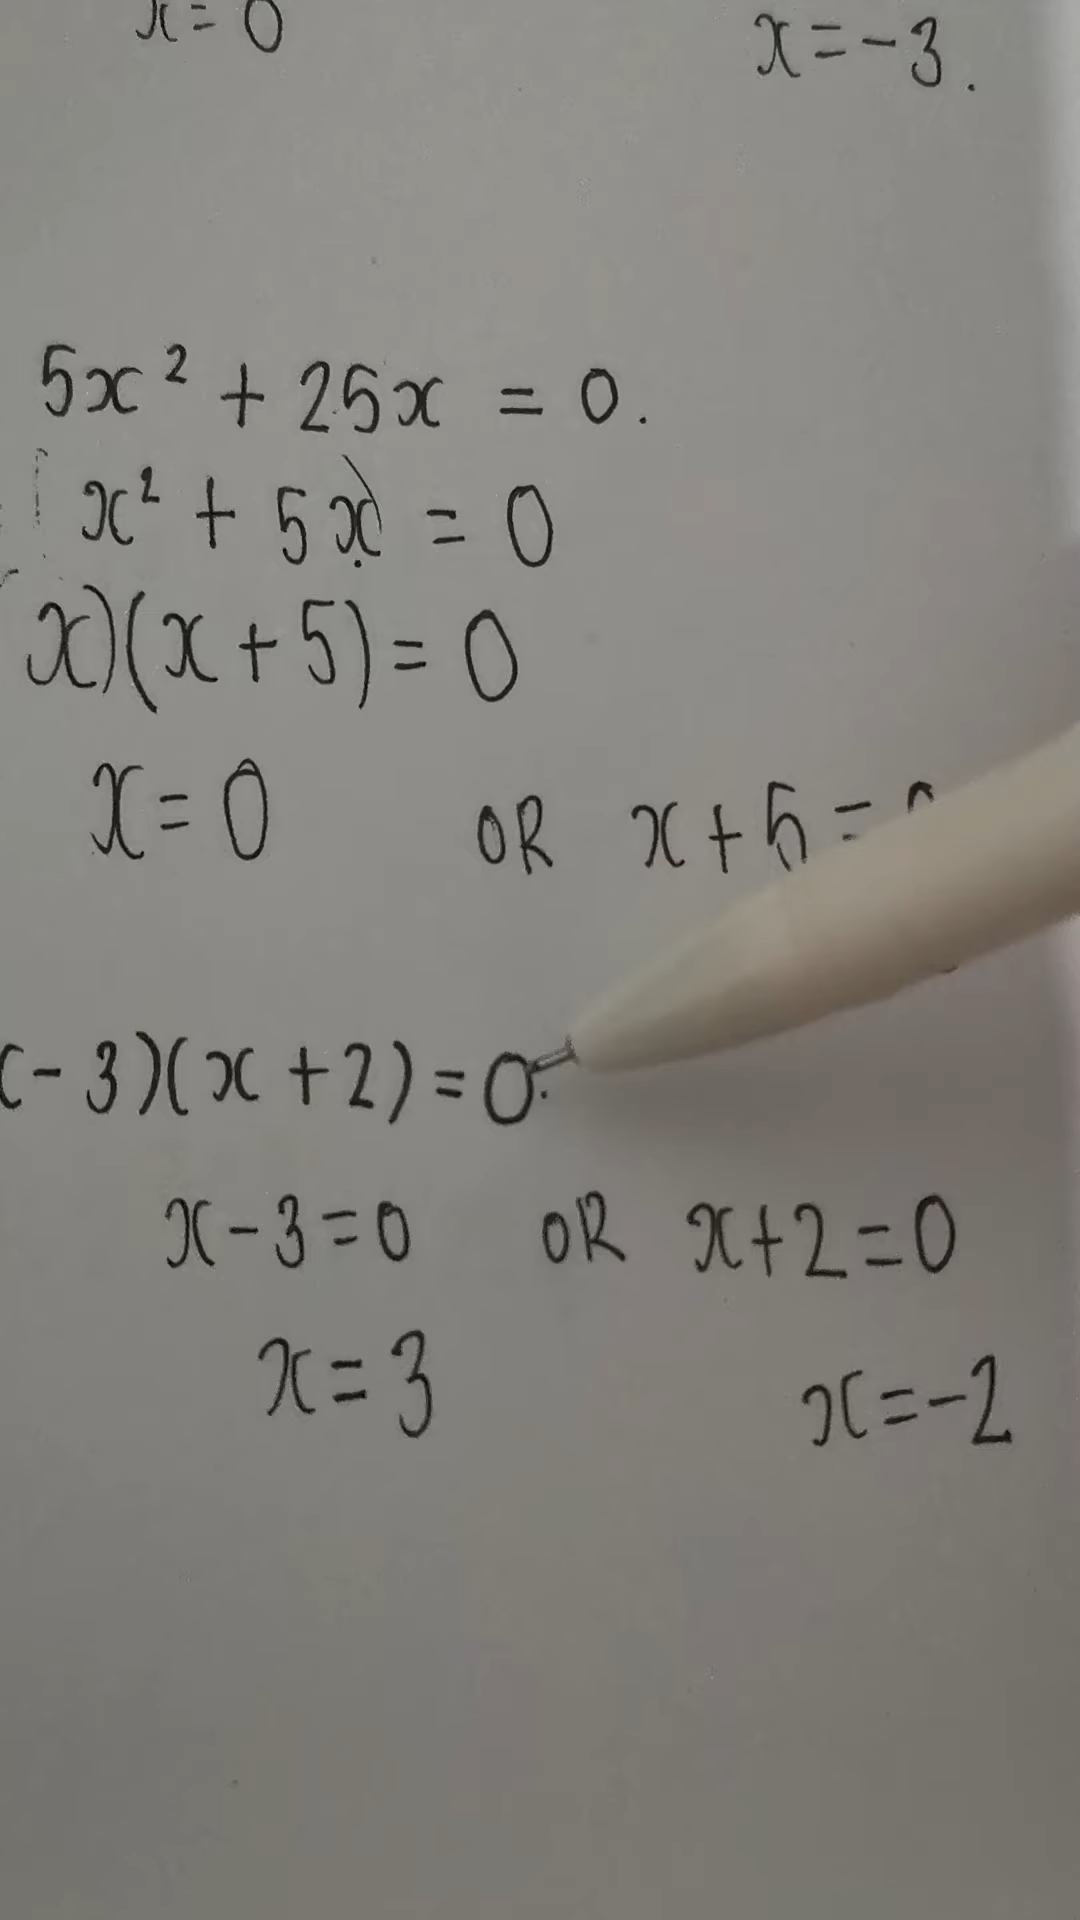 x = 0 x = -3.
5x² + 25x = 0.
x² + 5x) = 0
x)(x + 5) = 0
x = 0 OR x + 5 =
- 3)(x + 2) = 0.
x - 3 = 0 OR x + 2 = 0
x = 3 x = -2